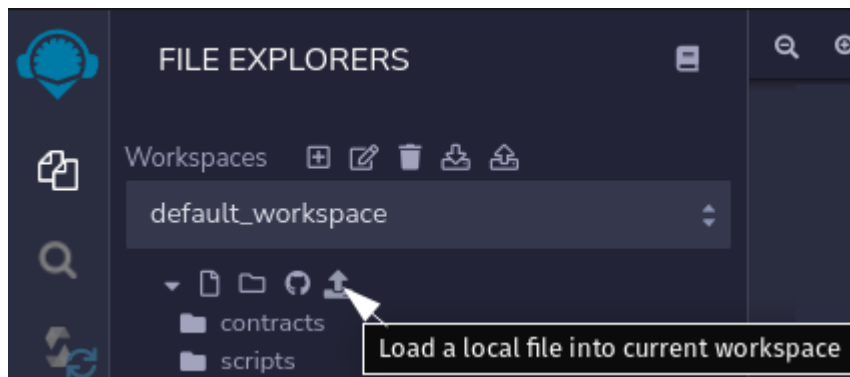 FILE EXPLORERS
Workspaces
default_workspace
contracts
scripts
Load a local file into current workspace